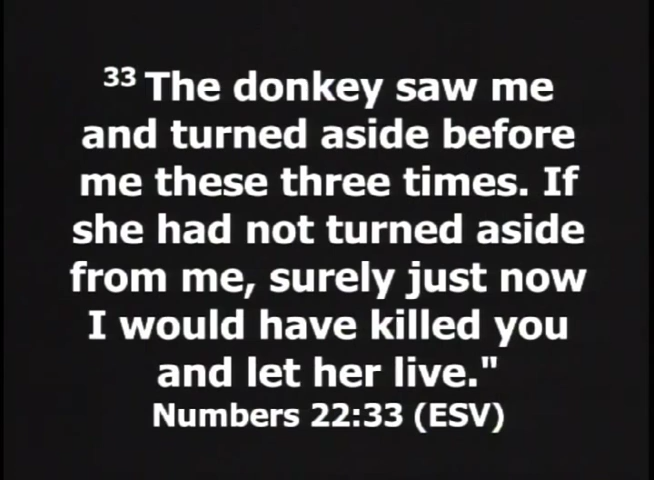 33 The donkey saw me
and turned aside before
me these three times. If
she had not turned aside
from me, surely just now
I would have killed you
and let her live."
Numbers 22:33 (ESV)